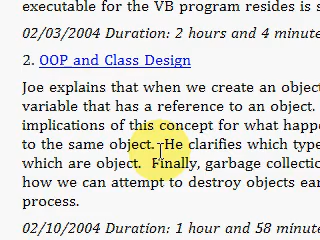 executable for the VB program resides is s
02/03/2004 Duration: 2 hours and 4 minute
2. OOP and Class Design
Joe explains that when we create an object
variable that has a reference to an object.
implications of this concept for what happe
to the same object. He clarifies which type
which are object. Finally, garbage collectio
how we can attempt to destroy objects ear
process.
02/10/2004 Duration: 1 hour and 58 minute